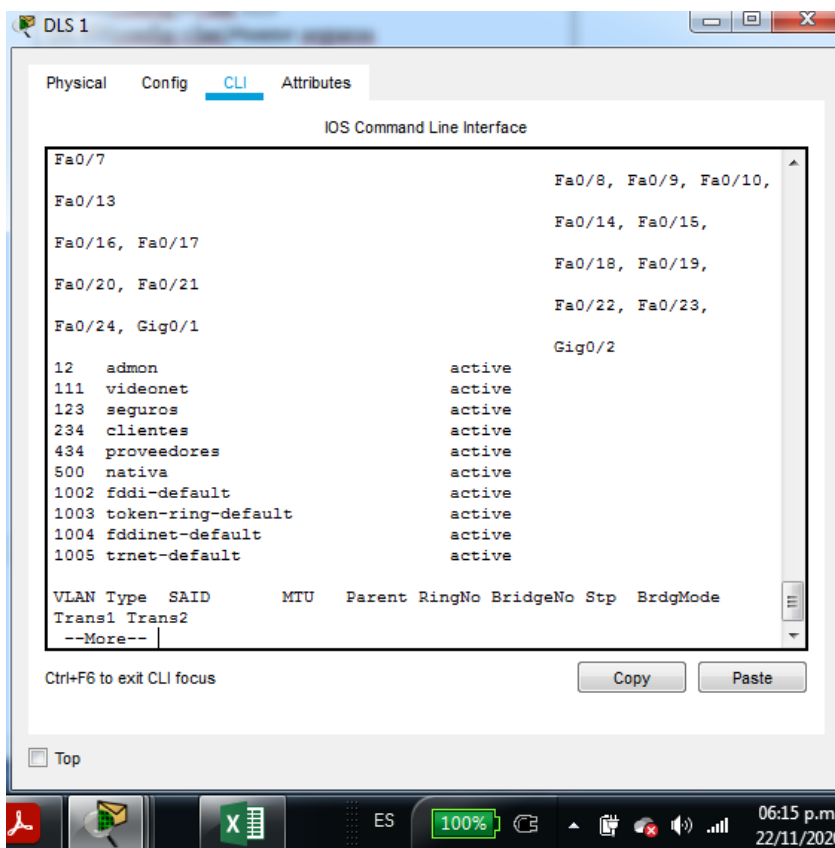 DLS 1
Physical Config CLI Attributes
IOS Command Line Interface
Fa0/7
Fa0/8, Fa0/9, Fa0/10,
Fa0/13
Fa0/14, Fa0/15,
Fa0/16, Fa0/17
Fa0/18, Fa0/19,
Fa0/20, Fa0/21
Fa0/22, Fa0/23,
Fa0/24, Gig0/1
Gig0/2
12 admon active
111 videonet active
123 seguros active
234 clientes active
434 proveedores active
500 nativa active
1002 fddi-default active
1003 token-ring-default active
1004 fddinet-default active
1005 trnet-default active
VLAN Type SAID MTU Parent RingNo BridgeNo Stp BrdgMode
Trans1 Trans2
--More--
Ctrl+F6 to exit CLI focus
Copy Paste
Top
ES 100% 06:15 p.m
22/11/2020